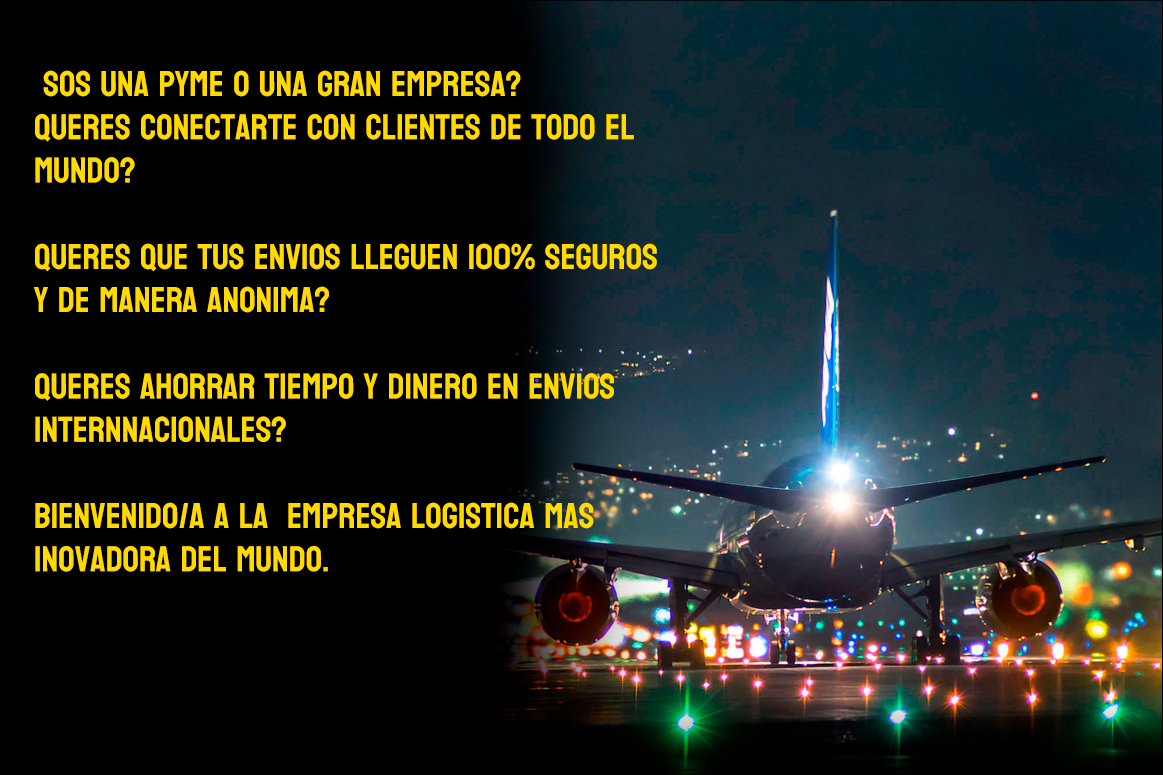 SOS UNA PYME O UNA GRAN EMPRESA?
QUERES CONECTARTE CON CLIENTES DE TODO EL
MUNDO?
QUERES QUE TUS ENVIOS LLEGUEN 100% SEGUROS
Y DE MANERA ANONIMA?
QUERES AHORRAR TIEMPO Y DINERO EN ENVIOS
INTERNNACIONALES?
BIENVENIDO/A A LA EMPRESA LOGISTICA MAS
INOVADORA DEL MUNDO.